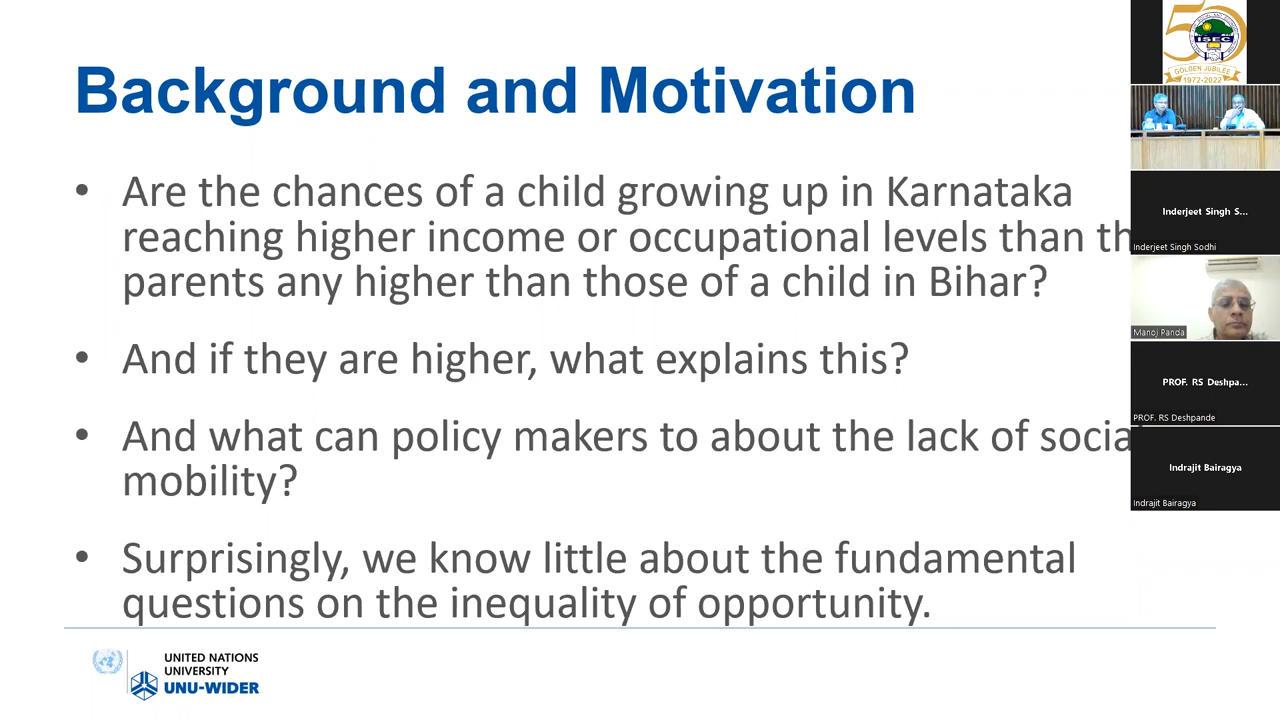 Background and Motivation
• Are the chances of a child growing up in Karnataka
reaching higher income or occupational levels than th
parents any higher than those of a child in Bihar?
• And if they are higher, what explains this?
• And what can policy makers to about the lack of social
mobility?
• Surprisingly, we know little about the fundamental
questions on the inequality of opportunity.
UNITED NATIONS
UNIVERSITY
UNU-WIDER
50
ISEC
GOLDEN JUBILEE
1972-2022
Inderjeet Singh S...
Inderjeet Singh Sodhi
Manoj Panda
PROF. RS Deshpa...
PROF. RS Deshpande
Indrajit Bairagya
Indrajit Bairagya